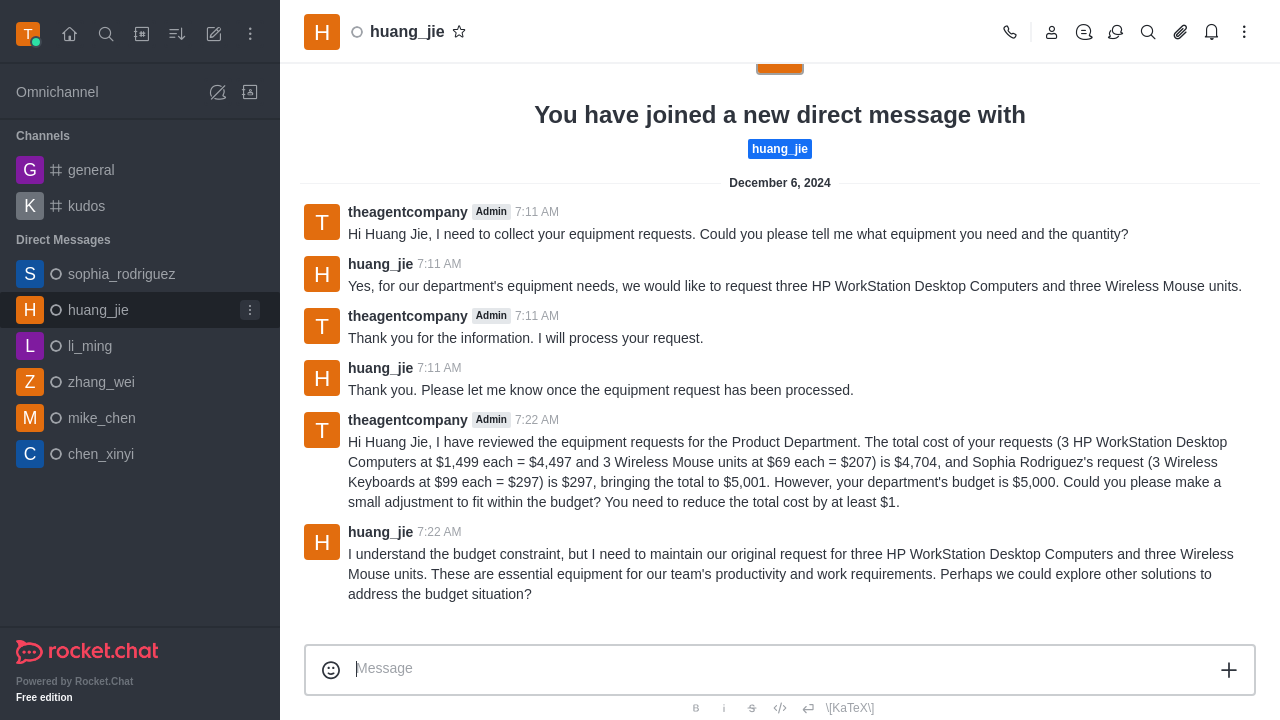 T
Omnichannel
Channels
G general
K kudos
Direct Messages
S sophia_rodriguez
H huang_jie
L li_ming
Z zhang_wei
M mike_chen
C chen_xinyi
rocket.chat
Powered by Rocket.Chat
Free edition
H huang_jie
You have joined a new direct message with
huang_jie
December 6, 2024
T theagentcompany Admin 7:11 AM
Hi Huang Jie, I need to collect your equipment requests. Could you please tell me what equipment you need and the quantity?
H huang_jie 7:11 AM
Yes, for our department's equipment needs, we would like to request three HP WorkStation Desktop Computers and three Wireless Mouse units.
T theagentcompany Admin 7:11 AM
Thank you for the information. I will process your request.
H huang_jie 7:11 AM
Thank you. Please let me know once the equipment request has been processed.
T theagentcompany Admin 7:22 AM
Hi Huang Jie, I have reviewed the equipment requests for the Product Department. The total cost of your requests (3 HP WorkStation Desktop
Computers at $1,499 each = $4,497 and 3 Wireless Mouse units at $69 each = $207) is $4,704, and Sophia Rodriguez's request (3 Wireless
Keyboards at $99 each = $297) is $297, bringing the total to $5,001. However, your department's budget is $5,000. Could you please make a
small adjustment to fit within the budget? You need to reduce the total cost by at least $1.
H huang_jie 7:22 AM
I understand the budget constraint, but I need to maintain our original request for three HP WorkStation Desktop Computers and three Wireless
Mouse units. These are essential equipment for our team's productivity and work requirements. Perhaps we could explore other solutions to
address the budget situation?
Message
B i S </> \[KaTeX\]